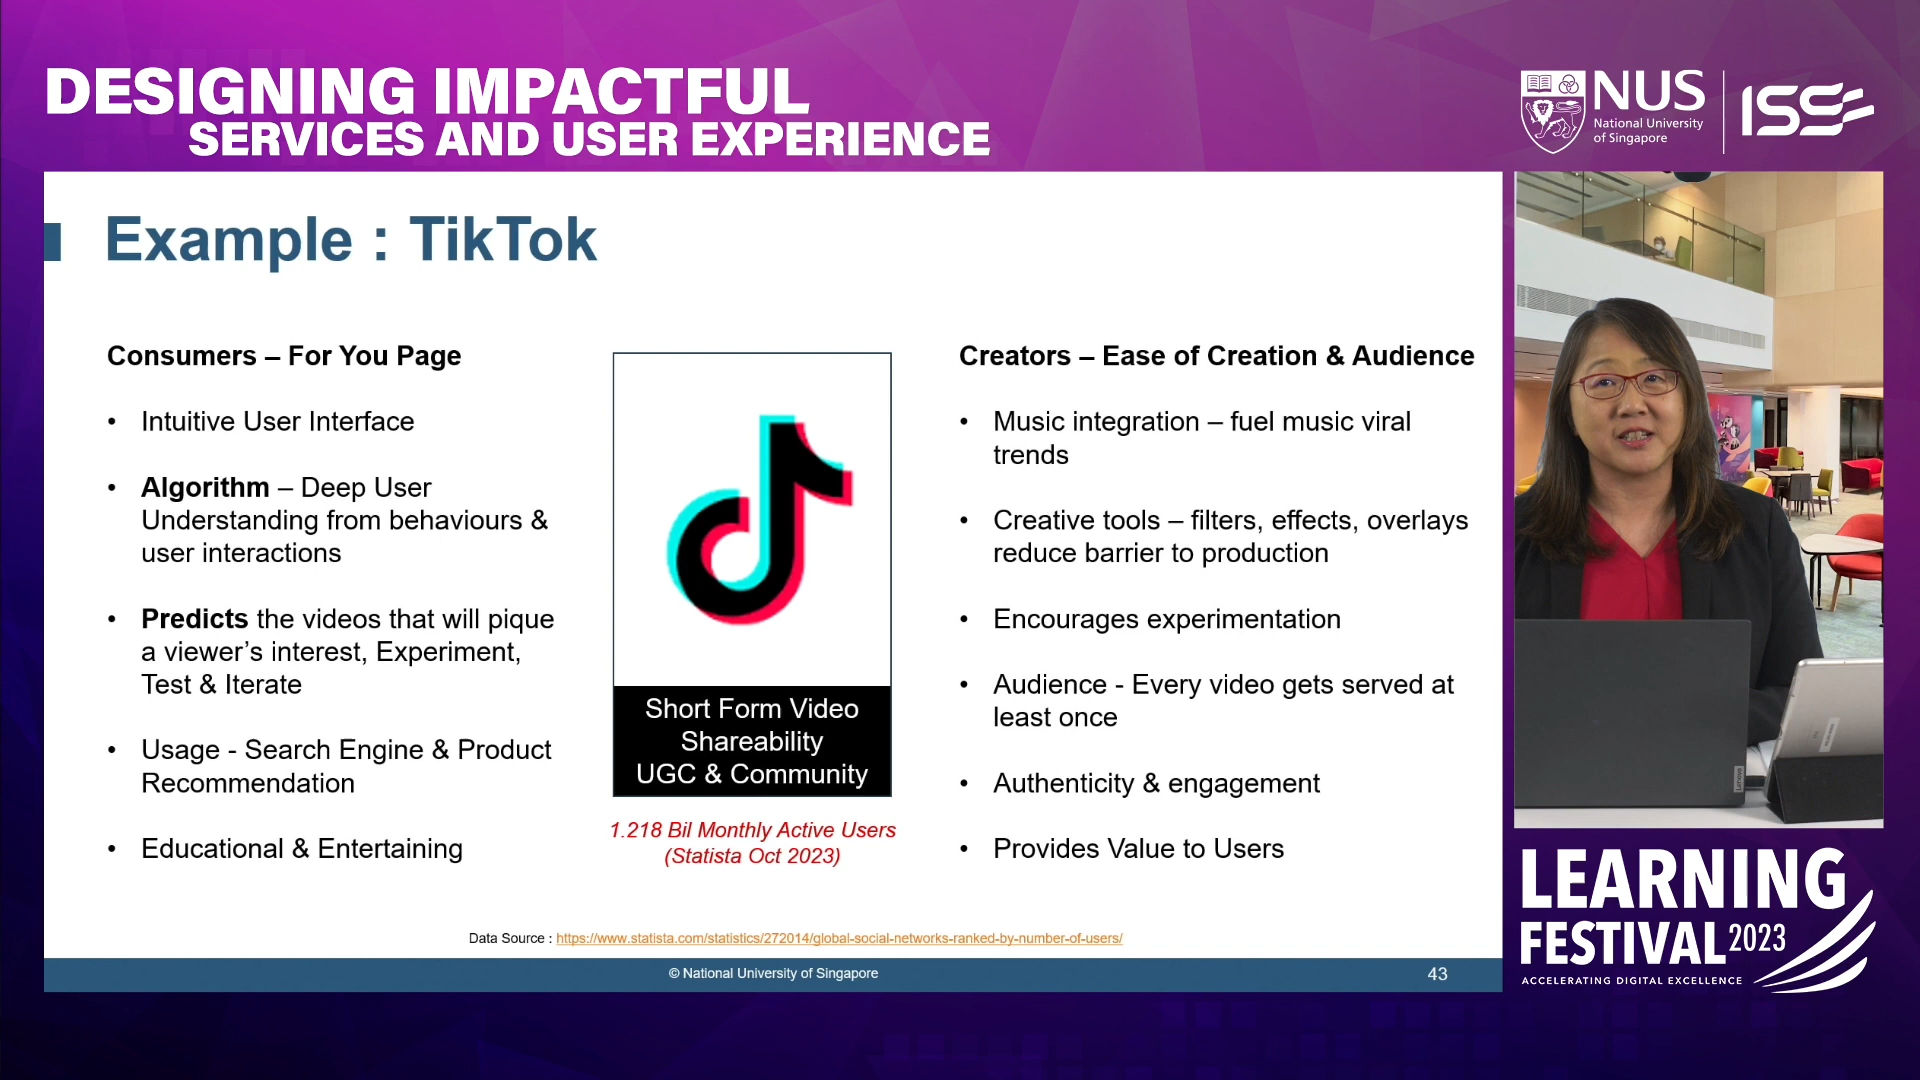 DESIGNING IMPACTFUL
SERVICES AND USER EXPERIENCE
NUS
National University
of Singapore
ISS
Example : TikTok
Consumers – For You Page
• Intuitive User Interface
• Algorithm – Deep User
Understanding from behaviours &
user interactions
• Predicts the videos that will pique
a viewer’s interest, Experiment,
Test & Iterate
• Usage - Search Engine & Product
Recommendation
• Educational & Entertaining
Short Form Video
Shareability
UGC & Community
1.218 Bil Monthly Active Users
(Statista Oct 2023)
Creators – Ease of Creation & Audience
• Music integration – fuel music viral
trends
• Creative tools – filters, effects, overlays
reduce barrier to production
• Encourages experimentation
• Audience - Every video gets served at
least once
• Authenticity & engagement
• Provides Value to Users
Data Source : https://www.statista.com/statistics/272014/global-social-networks-ranked-by-number-of-users/
© National University of Singapore
43
Lenovo
LEARNING
FESTIVAL 2023
ACCELERATING DIGITAL EXCELLENCE